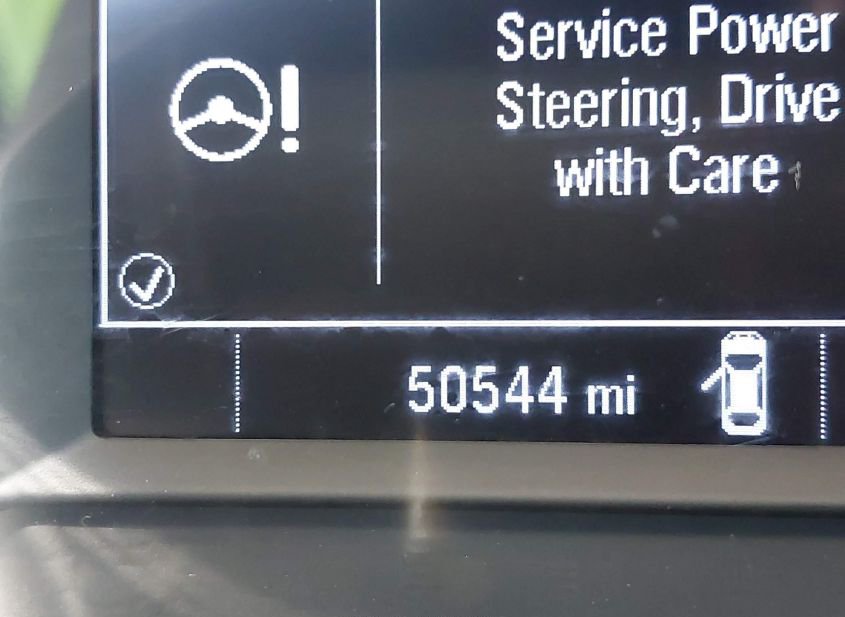 Service Power
Steering, Drive
with Care
50544 mi